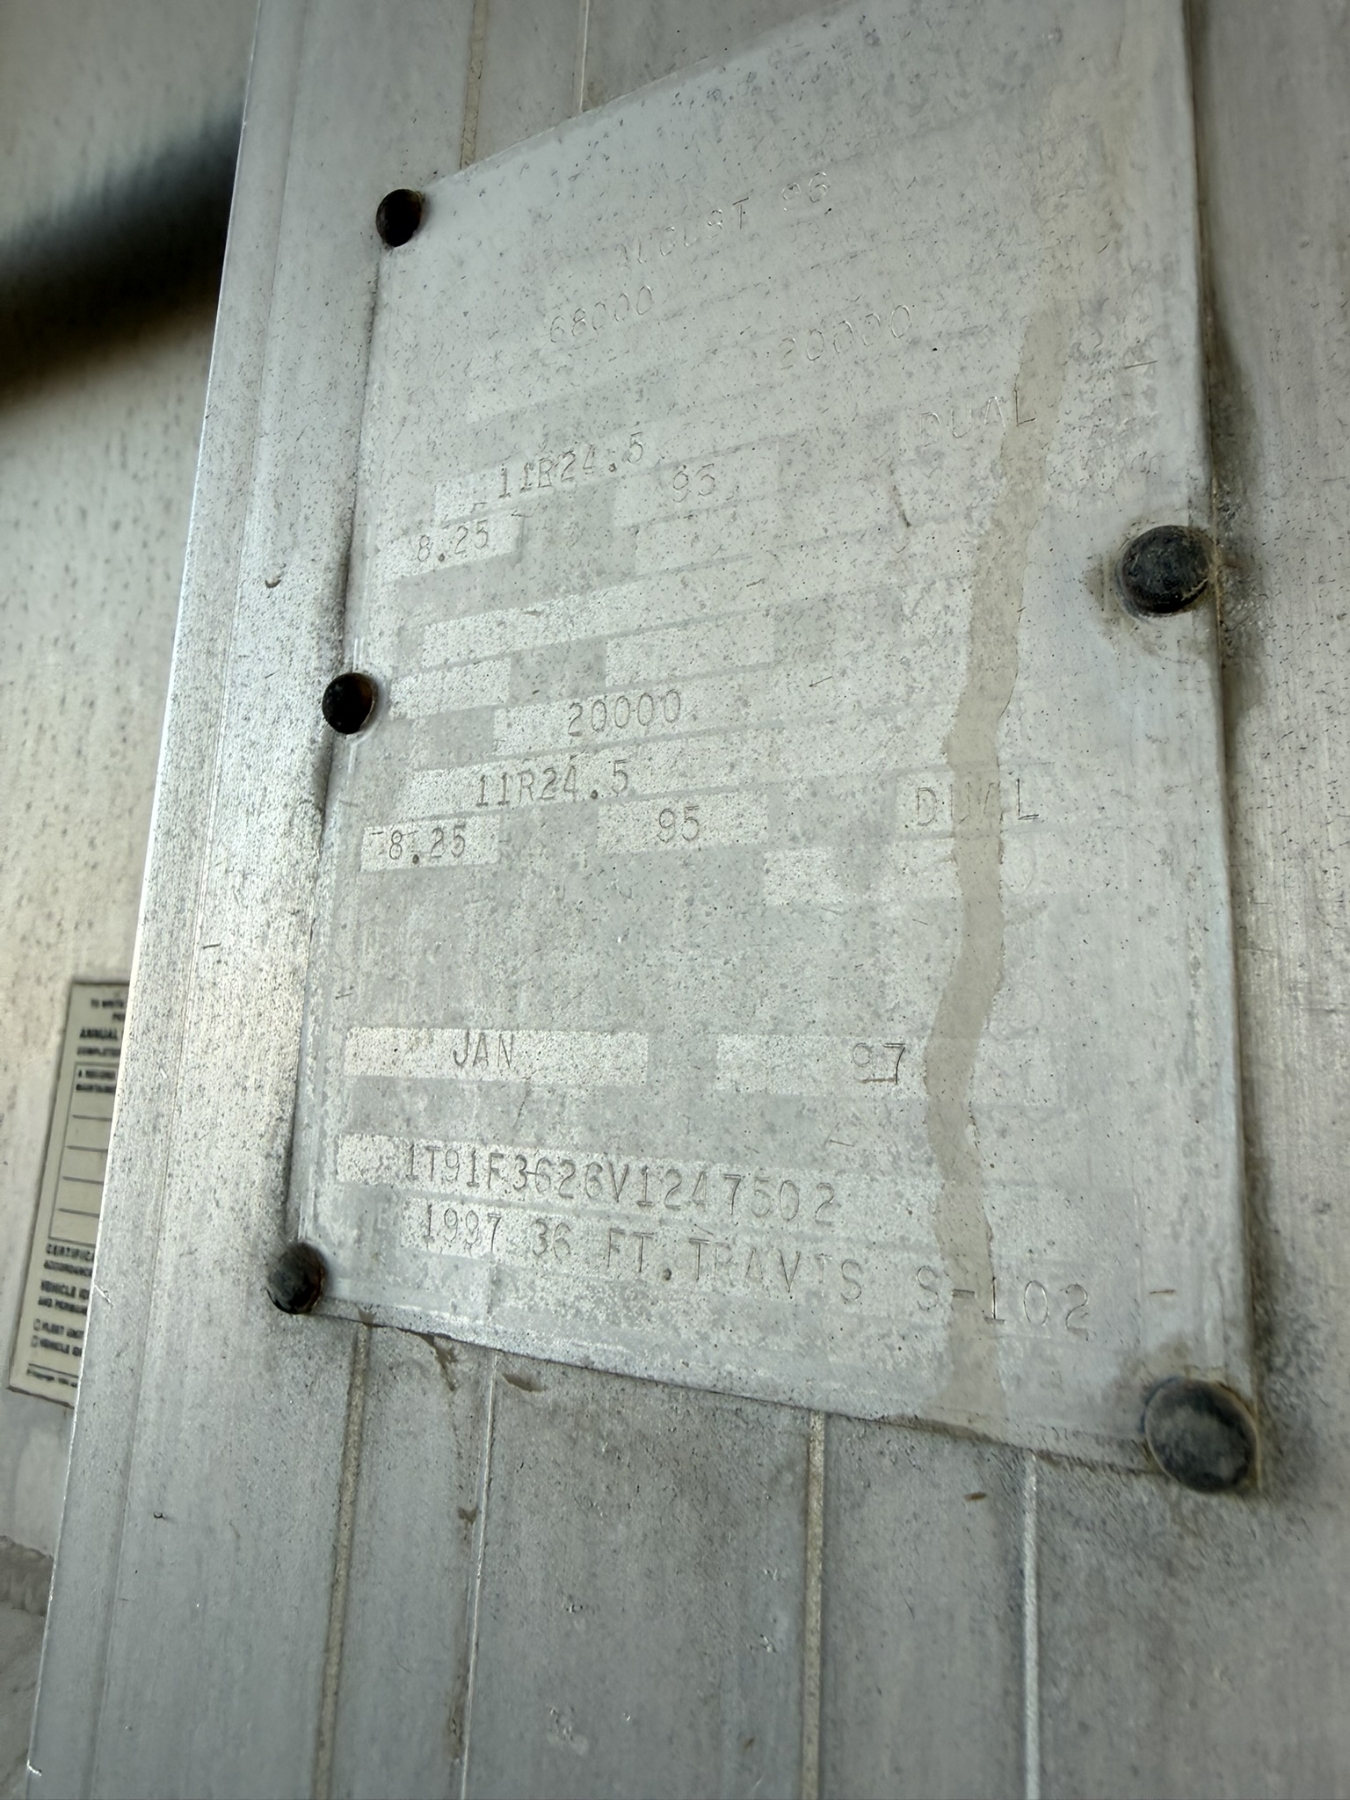 AUGUST 96
68000 20000
11R24.5 95 DUAL
8.25
20000
11R24.5 95 DUAL
8.25
JAN 97
1T91F3626V1247502
1997 36 FT.TRAVIS S-102
ANNUAL